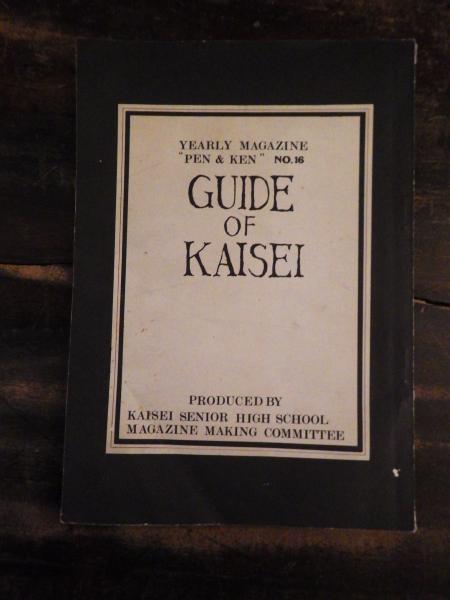 YEARLY MAGAZINE
"PEN & KEN" NO.16
GUIDE
OF
KAISEI
PRODUCED BY
KAISEI SENIOR HIGH SCHOOL
MAGAZINE MAKING COMMITTEE